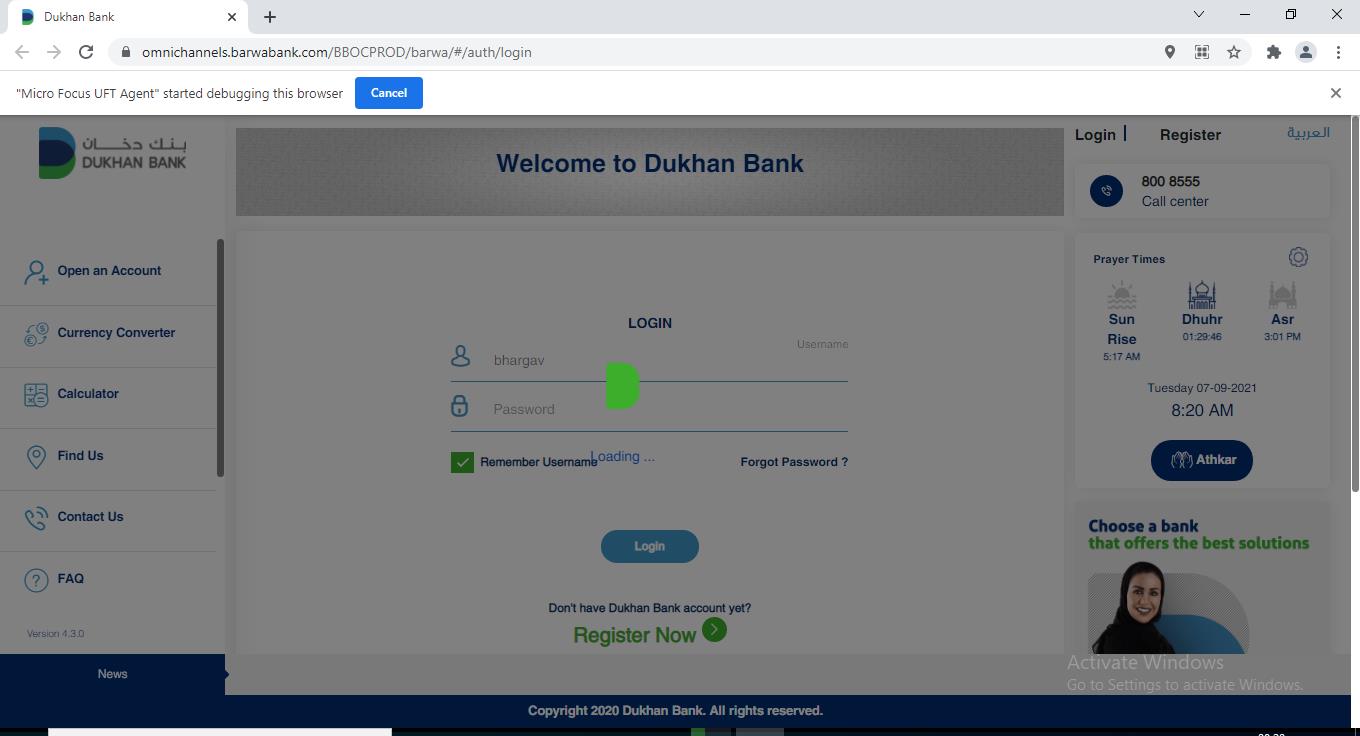 Dukhan Bank
omnichannels.barwabank.com/BBOCPROD/barwa/#/auth/login
"Micro Focus UFT Agent" started debugging this browser
Cancel
بنك دخان
DUKHAN BANK
Open an Account
Currency Converter
Calculator
Find Us
Contact Us
FAQ
Version 4.3.0
News
Welcome to Dukhan Bank
LOGIN
Username
bhargav
Password
Remember Username
Loading ...
Forgot Password ?
Login
Don't have Dukhan Bank account yet?
Register Now
Login
Register
العربية
800 8555
Call center
Prayer Times
Sun Rise
5:17 AM
Dhuhr
01:29:46
Asr
3:01 PM
Tuesday 07-09-2021
8:20 AM
Athkar
Choose a bank
that offers the best solutions
Activate Windows
Go to Settings to activate Windows.
Copyright 2020 Dukhan Bank. All rights reserved.